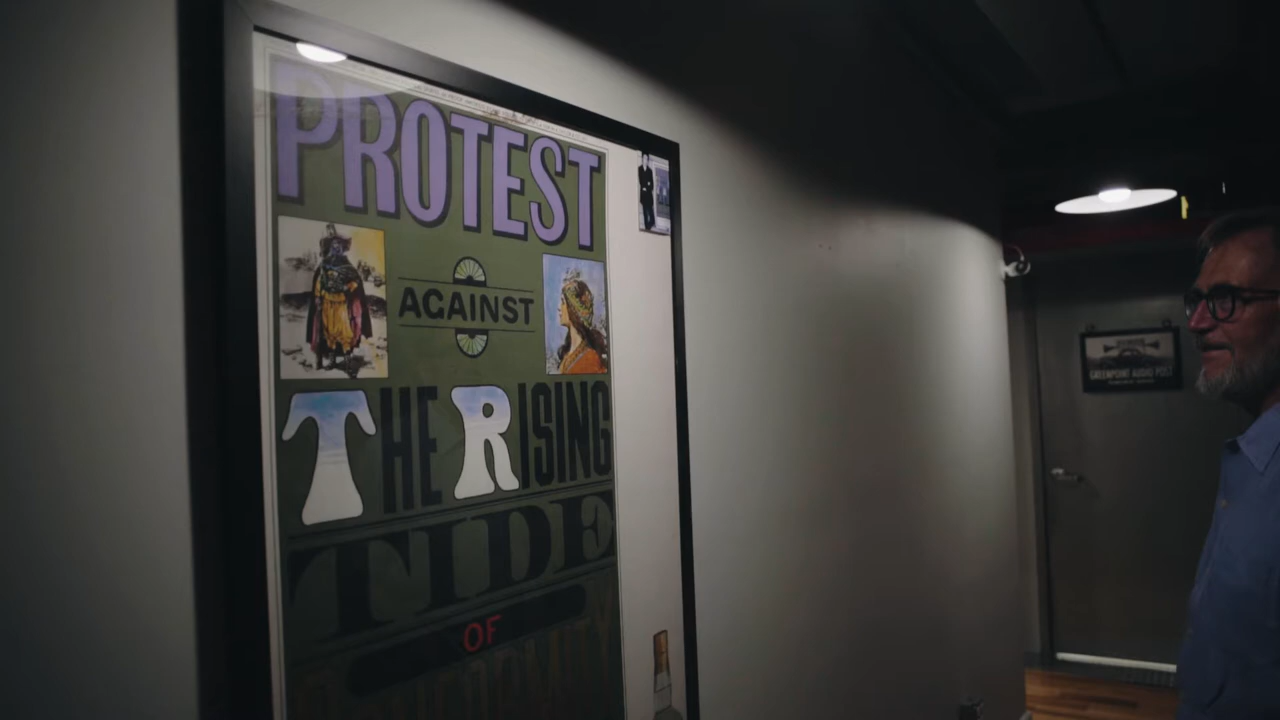 PROTEST
AGAINST
THE RISING
TIDE
OF
GREENPOINT AUDIO POST